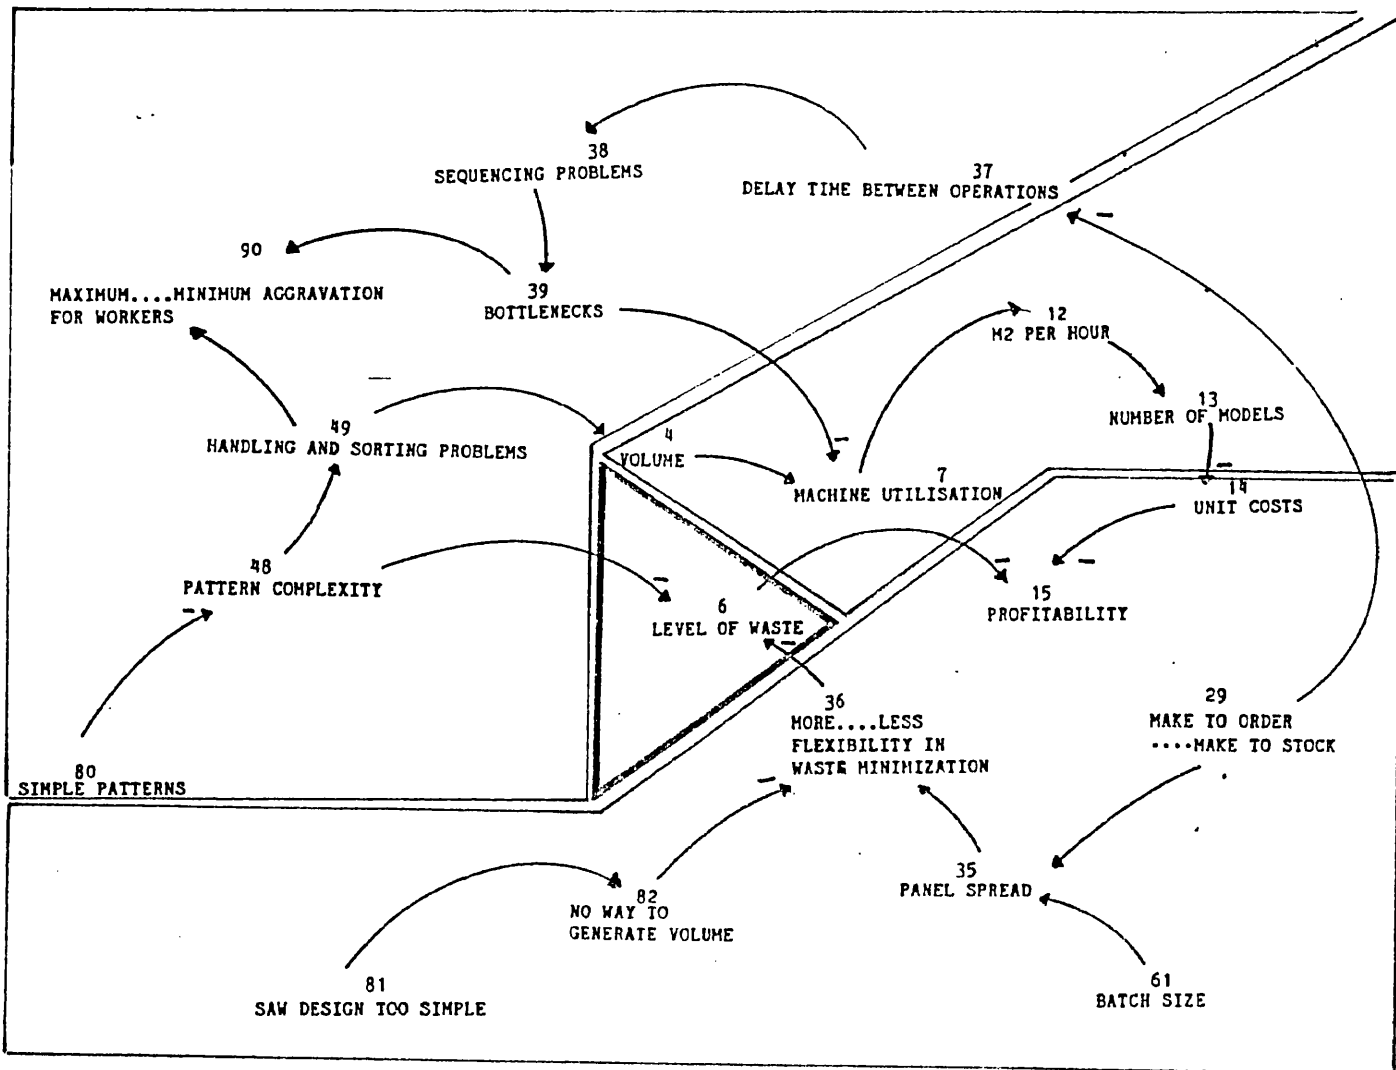 38
SEQUENCING PROBLEMS
37
DELAY TIME BETWEEN OPERATIONS
–
90
MAXIMUM....MINIMUM AGGRAVATION
FOR WORKERS
39
BOTTLENECKS
12
M2 PER HOUR
–
13
NUMBER OF MODELS
49
HANDLING AND SORTING PROBLEMS
4
VOLUME
–
7
MACHINE UTILISATION
–
14
UNIT COSTS
48
PATTERN COMPLEXITY
–
–
–
–
6
LEVEL OF WASTE
–
15
PROFITABILITY
36
MORE....LESS
FLEXIBILITY IN
WASTE MINIMIZATION
–
29
MAKE TO ORDER
....MAKE TO STOCK
80
SIMPLE PATTERNS
35
PANEL SPREAD
82
NO WAY TO
GENERATE VOLUME
81
SAW DESIGN TOO SIMPLE
61
BATCH SIZE